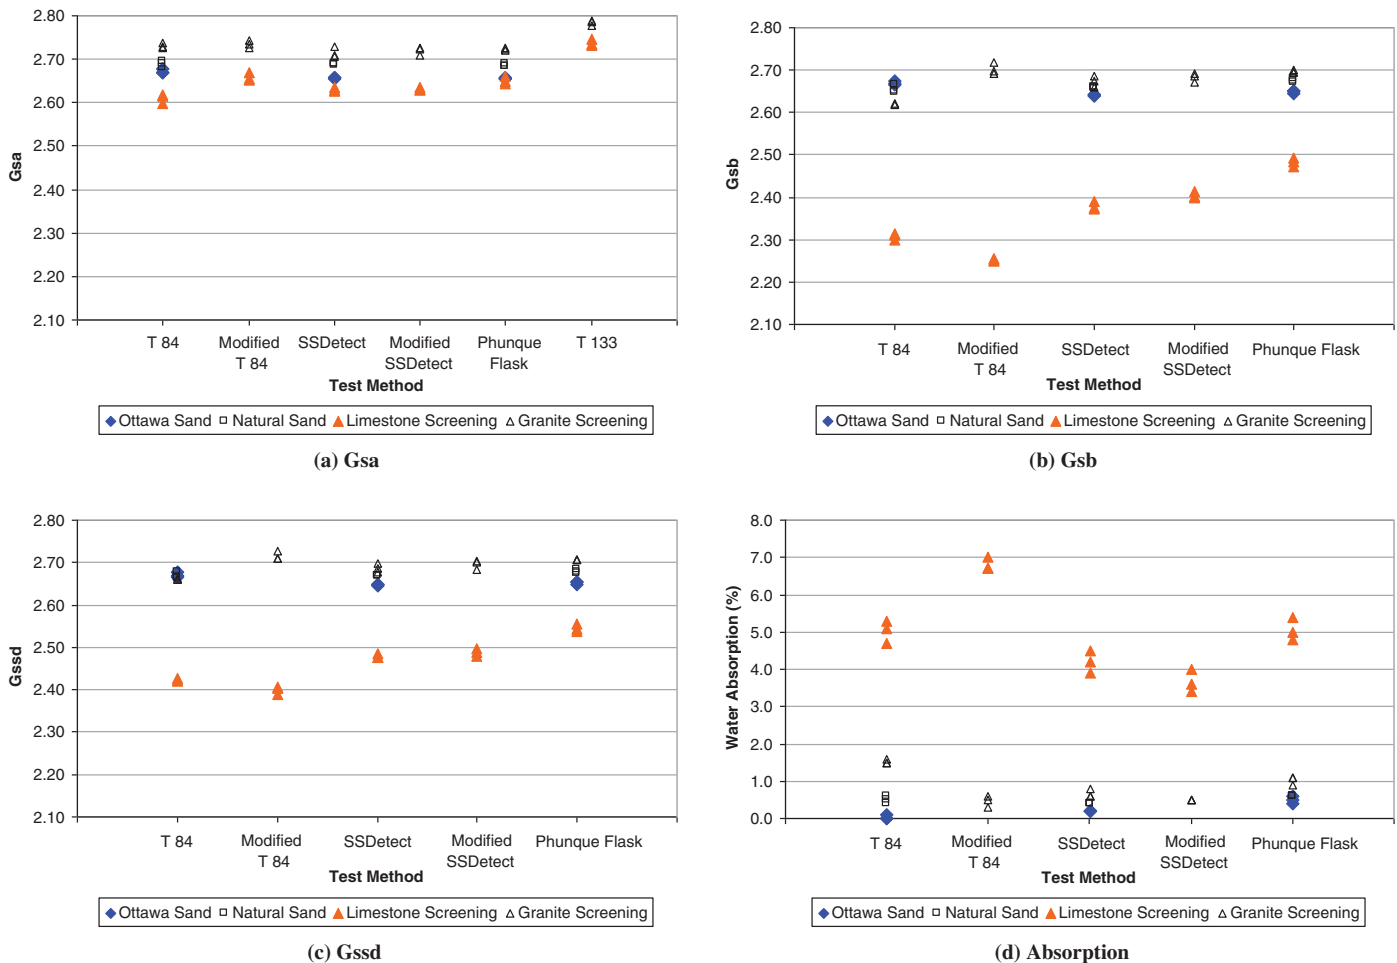 2.80
2.70
2.60
2.50
2.40
2.30
2.20
2.10
Gsa
T 84
Modified
T 84
SSDetect
Modified
SSDetect
Phunque
Flask
T 133
Test Method
Ottawa Sand Natural Sand Limestone Screening Granite Screening
(a) Gsa
2.80
2.70
2.60
2.50
2.40
2.30
2.20
2.10
Gsb
T 84
Modified
T 84
SSDetect
Modified
SSDetect
Phunque Flask
Test Method
Ottawa Sand Natural Sand Limestone Screening Granite Screening
(b) Gsb
2.80
2.70
2.60
2.50
2.40
2.30
2.20
2.10
Gssd
T 84
Modified
T 84
SSDetect
Modified
SSDetect
Phunque Flask
Test Method
Ottawa Sand Natural Sand Limestone Screening Granite Screening
(c) Gssd
8.0
7.0
6.0
5.0
4.0
3.0
2.0
1.0
0.0
Water Absorption (%)
T 84
Modified
T 84
SSDetect
Modified
SSDetect
Phunque Flask
Test Method
Ottawa Sand Natural Sand Limestone Screening Granite Screening
(d) Absorption